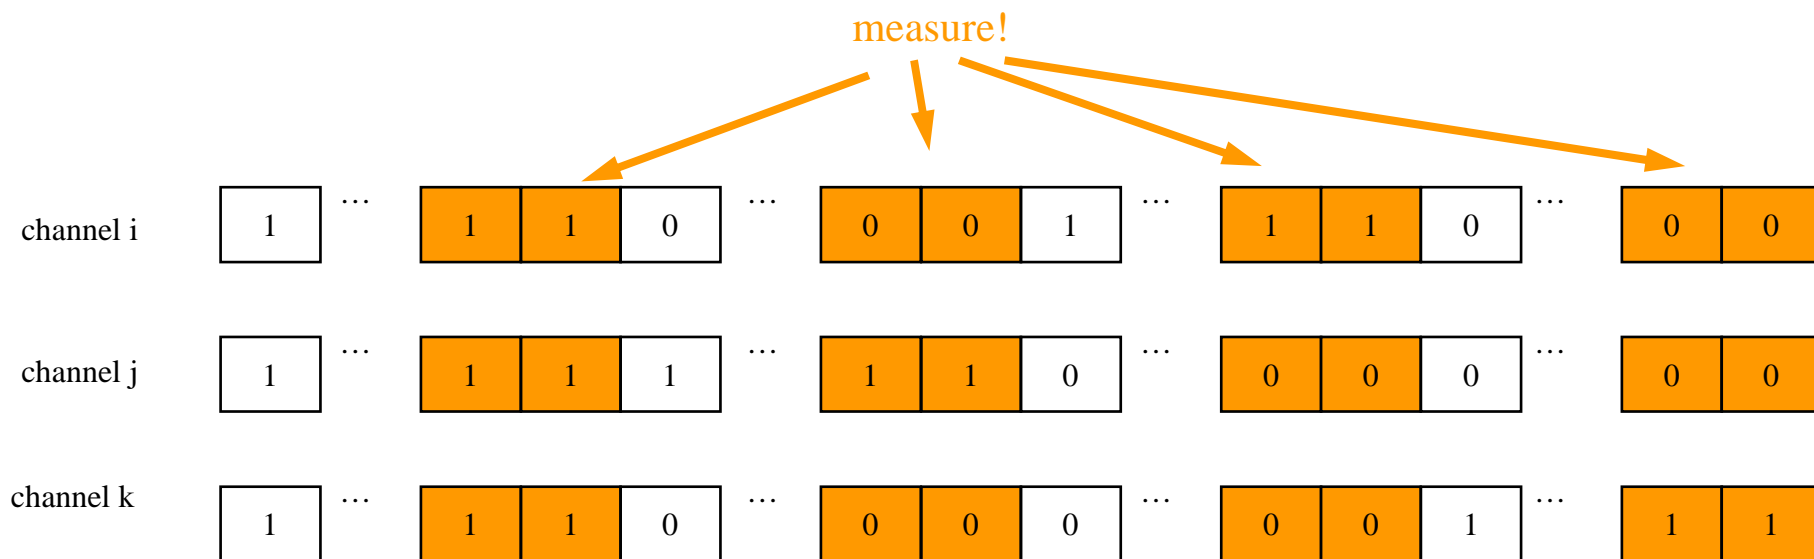 measure!
channel i 1 … 1 1 0 … 0 0 1 … 1 1 0 … 0 0
channel j 1 … 1 1 1 … 1 1 0 … 0 0 0 … 0 0
channel k 1 … 1 1 0 … 0 0 0 … 0 0 1 … 1 1